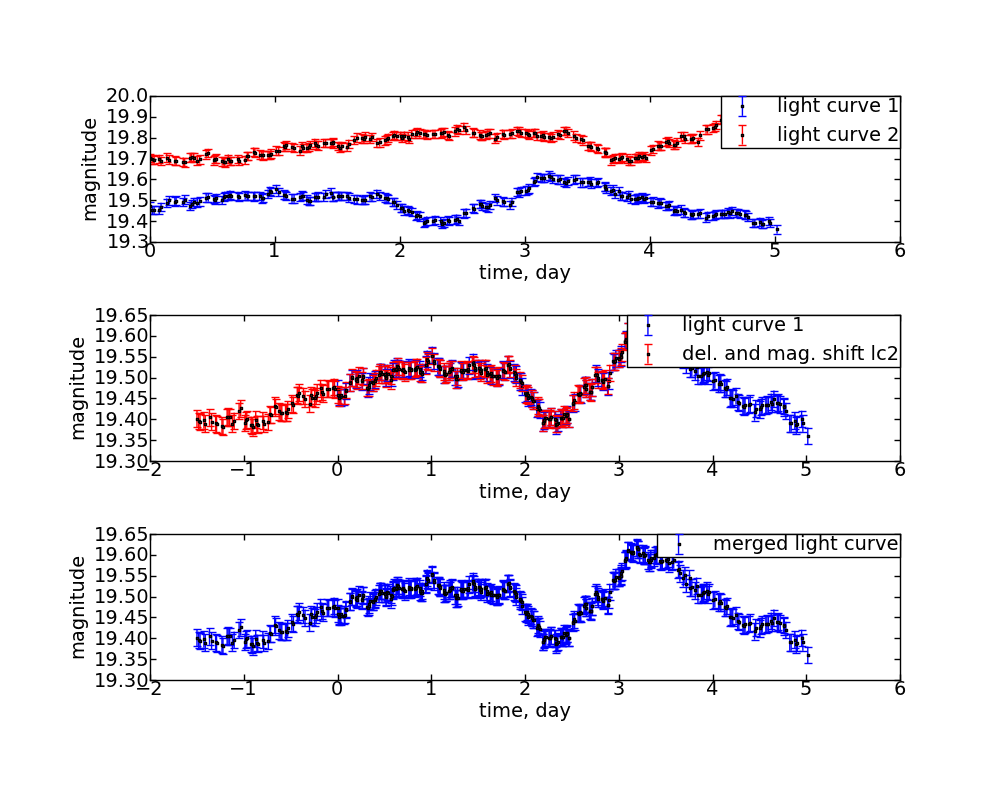 20.0
19.9
19.8
19.7
19.6
19.5
19.4
19.3
magnitude
light curve 1
light curve 2
0 1 2 3 4 5 6
time, day
19.65
19.60
19.55
19.50
19.45
19.40
19.35
19.30
magnitude
light curve 1
del. and mag. shift lc2
−2 −1 0 1 2 3 4 5 6
time, day
19.65
19.60
19.55
19.50
19.45
19.40
19.35
19.30
magnitude
merged light curve
−2 −1 0 1 2 3 4 5 6
time, day